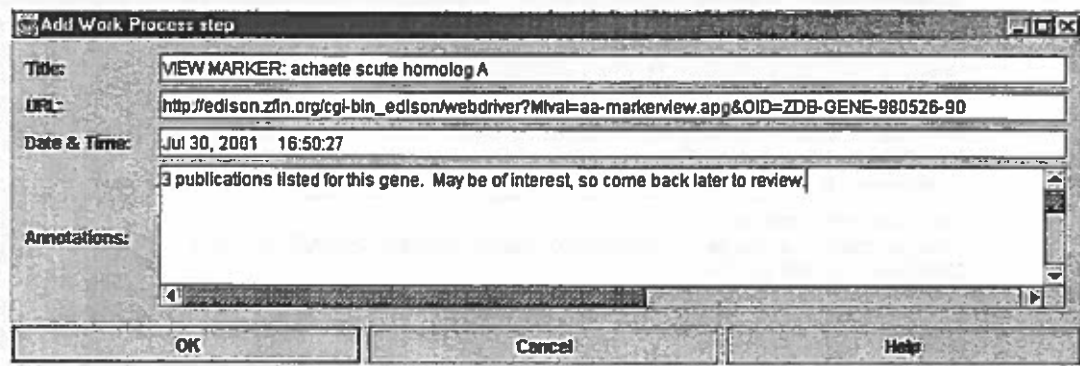 Add Work Process step
Title: VIEW MARKER: achaete scute homolog A
URL: http://edison.zfin.org/cgi-bin_edison/webdriver?MIval=aa-markerview.apg&OID=ZDB-GENE-980526-90
Date & Time: Jul 30, 2001 16:50:27
3 publications listed for this gene. May be of interest, so come back later to review.
Annotations:
OK Cancel Help